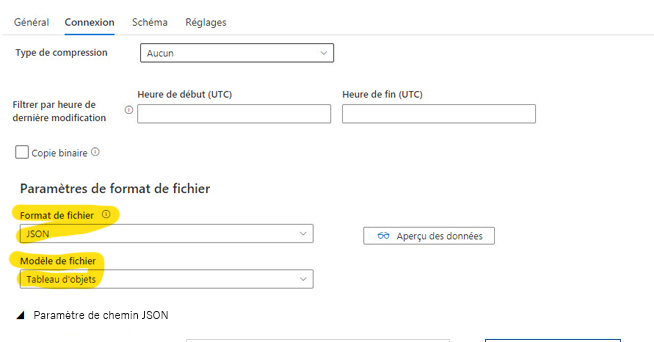 Général Connexion Schéma Réglages
Type de compression Aucun
Heure de début (UTC) Heure de fin (UTC)
Filtrer par heure de
dernière modification
Copie binaire
Paramètres de format de fichier
Format de fichier
JSON Aperçu des données
Modèle de fichier
Tableau d'objets
Paramètre de chemin JSON